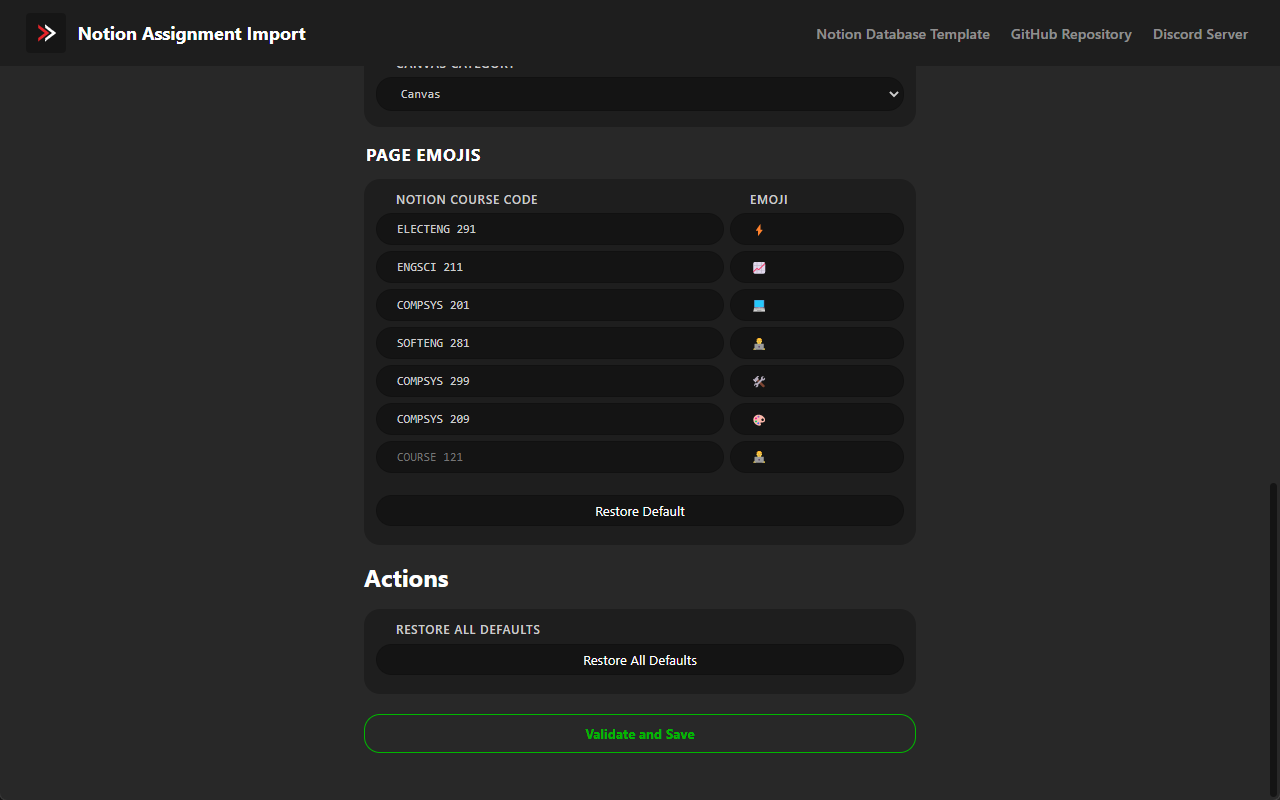 Notion Assignment Import
Notion Database Template
GitHub Repository
Discord Server
CANVAS CATEGORY
Canvas
PAGE EMOJIS
NOTION COURSE CODE EMOJI
ELECTENG 291
ENGSCI 211
COMPSYS 201
SOFTENG 281
COMPSYS 299
COMPSYS 209
COURSE 121
Restore Default
Actions
RESTORE ALL DEFAULTS
Restore All Defaults
Validate and Save